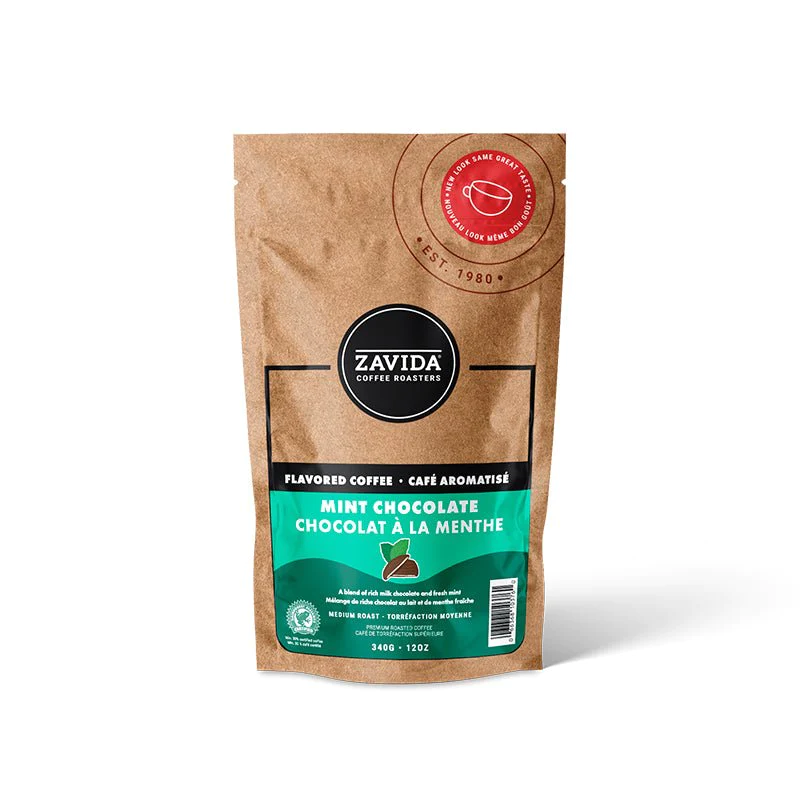 NEW LOOK SAME GREAT TASTE
NOUVEAU LOOK MÊME BON GOÛT
• EST. 1980 •
ZAVIDA®
COFFEE ROASTERS
FLAVORED COFFEE • CAFÉ AROMATISÉ
MINT CHOCOLATE
CHOCOLAT À LA MENTHE
A blend of rich milk chocolate and fresh mint
Mélange de riche chocolat au lait et de menthe fraîche
MEDIUM ROAST · TORRÉFACTION MOYENNE
PREMIUM ROASTED COFFEE
CAFÉ DE TORRÉFACTION SUPÉRIEURE
340G • 12OZ
CERTIFIED